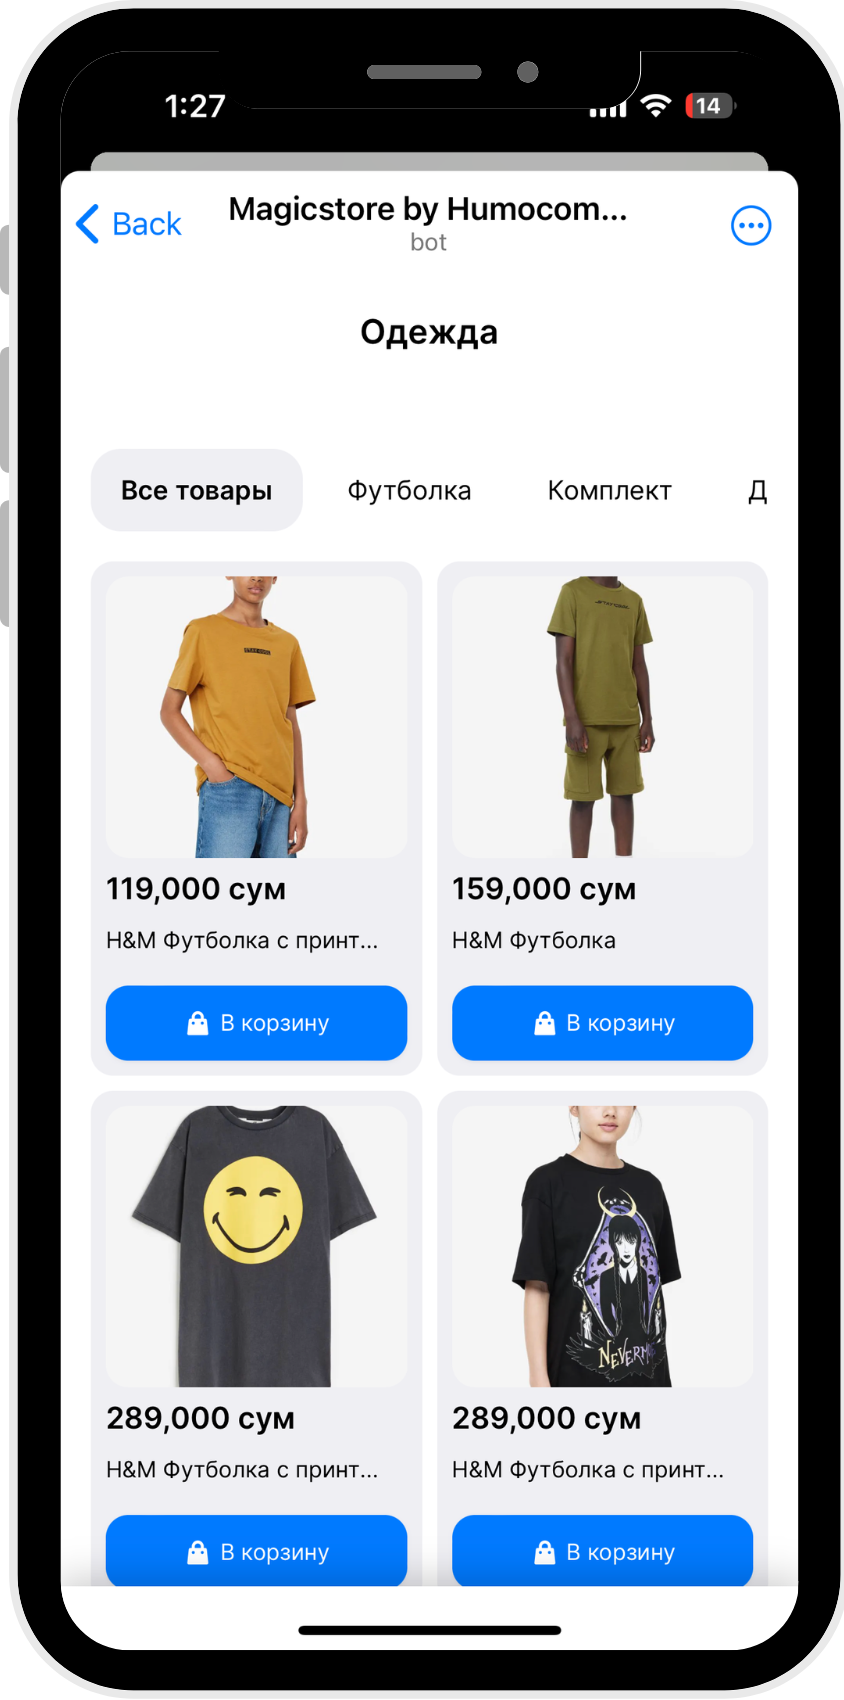 1:27
14
Back
Magicstore by Humocom...
bot
Одежда
Все товары
Футболка
Комплект
Д
119,000 сум
159,000 сум
H&M Футболка с принт...
H&M Футболка
В корзину
В корзину
NEVERM
289,000 сум
289,000 сум
H&M Футболка с принт...
H&M Футболка с принт...
В корзину
В корзину